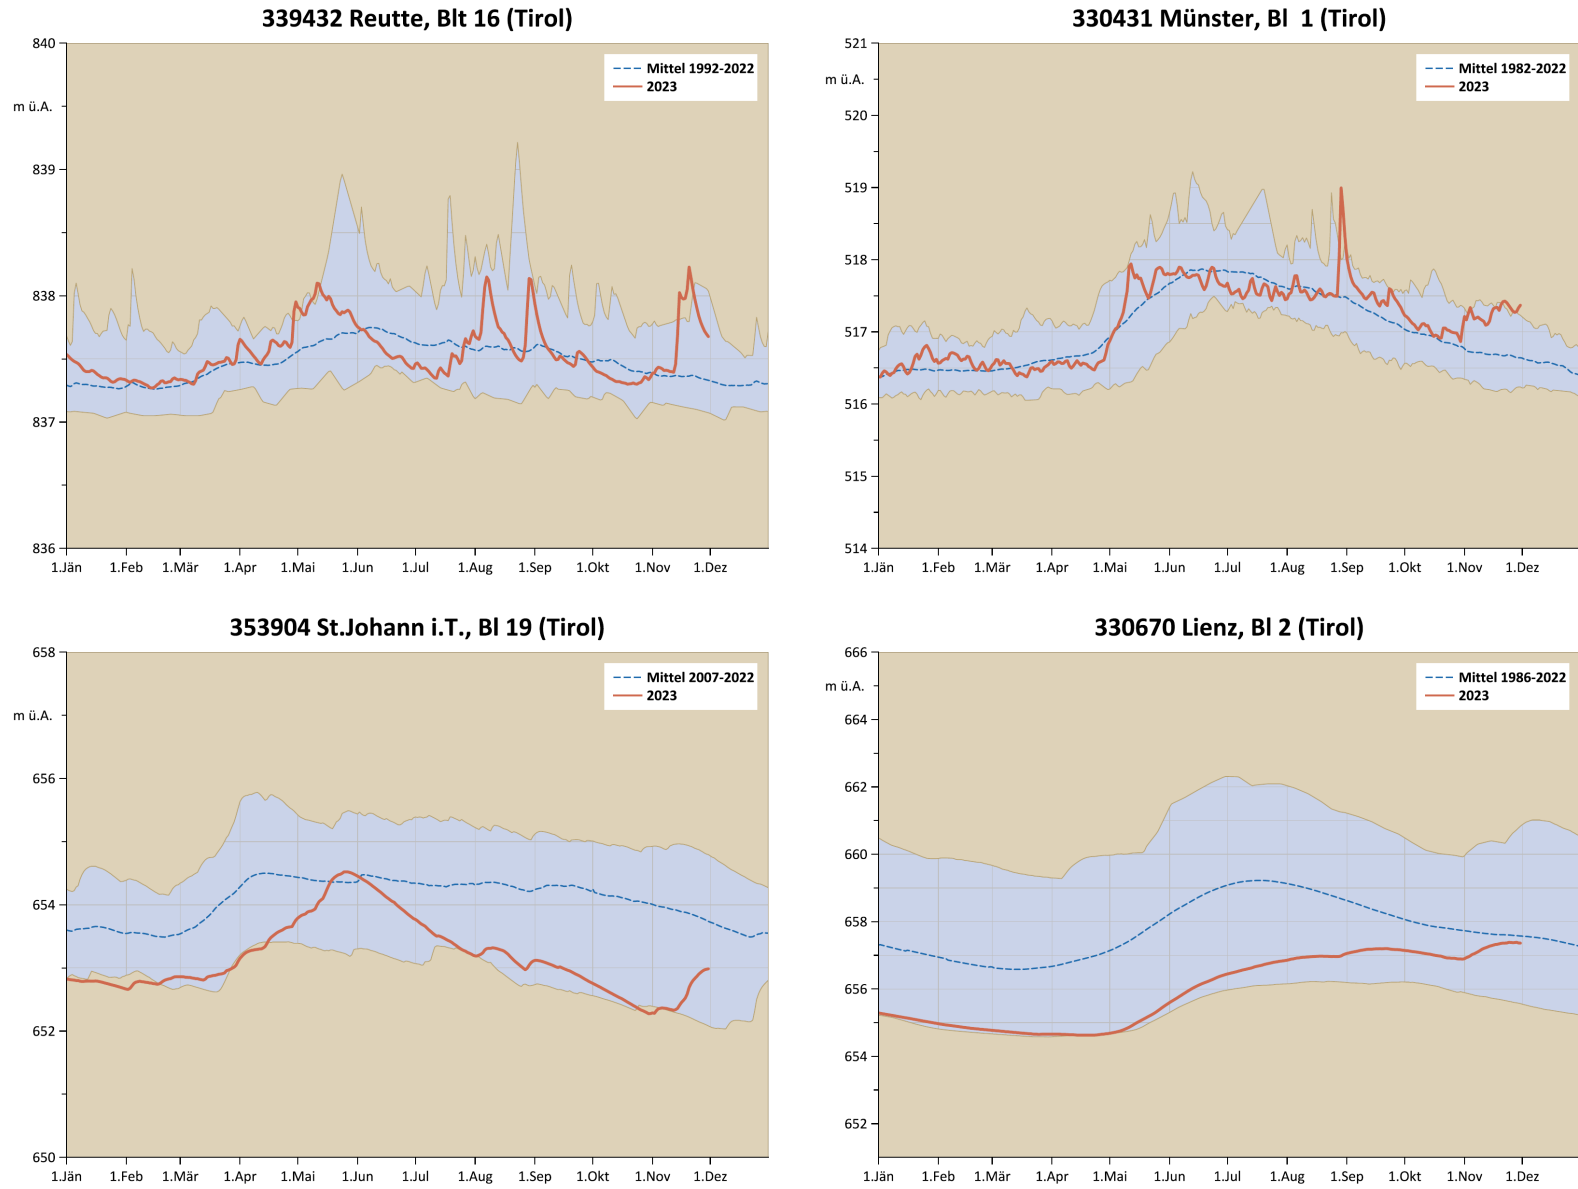 339432 Reutte, Blt 16 (Tirol)
840
m ü.A.
839
838
837
836
Mittel 1992-2022
2023
1.Jän 1.Feb 1.Mär 1.Apr 1.Mai 1.Jun 1.Jul 1.Aug 1.Sep 1.Okt 1.Nov 1.Dez
330431 Münster, Bl 1 (Tirol)
521
m ü.A.
520
519
518
517
516
515
514
Mittel 1982-2022
2023
1.Jän 1.Feb 1.Mär 1.Apr 1.Mai 1.Jun 1.Jul 1.Aug 1.Sep 1.Okt 1.Nov 1.Dez
353904 St.Johann i.T., Bl 19 (Tirol)
658
m ü.A.
656
654
652
650
Mittel 2007-2022
2023
1.Jän 1.Feb 1.Mär 1.Apr 1.Mai 1.Jun 1.Jul 1.Aug 1.Sep 1.Okt 1.Nov 1.Dez
330670 Lienz, Bl 2 (Tirol)
666
m ü.A.
664
662
660
658
656
654
652
Mittel 1986-2022
2023
1.Jän 1.Feb 1.Mär 1.Apr 1.Mai 1.Jun 1.Jul 1.Aug 1.Sep 1.Okt 1.Nov 1.Dez